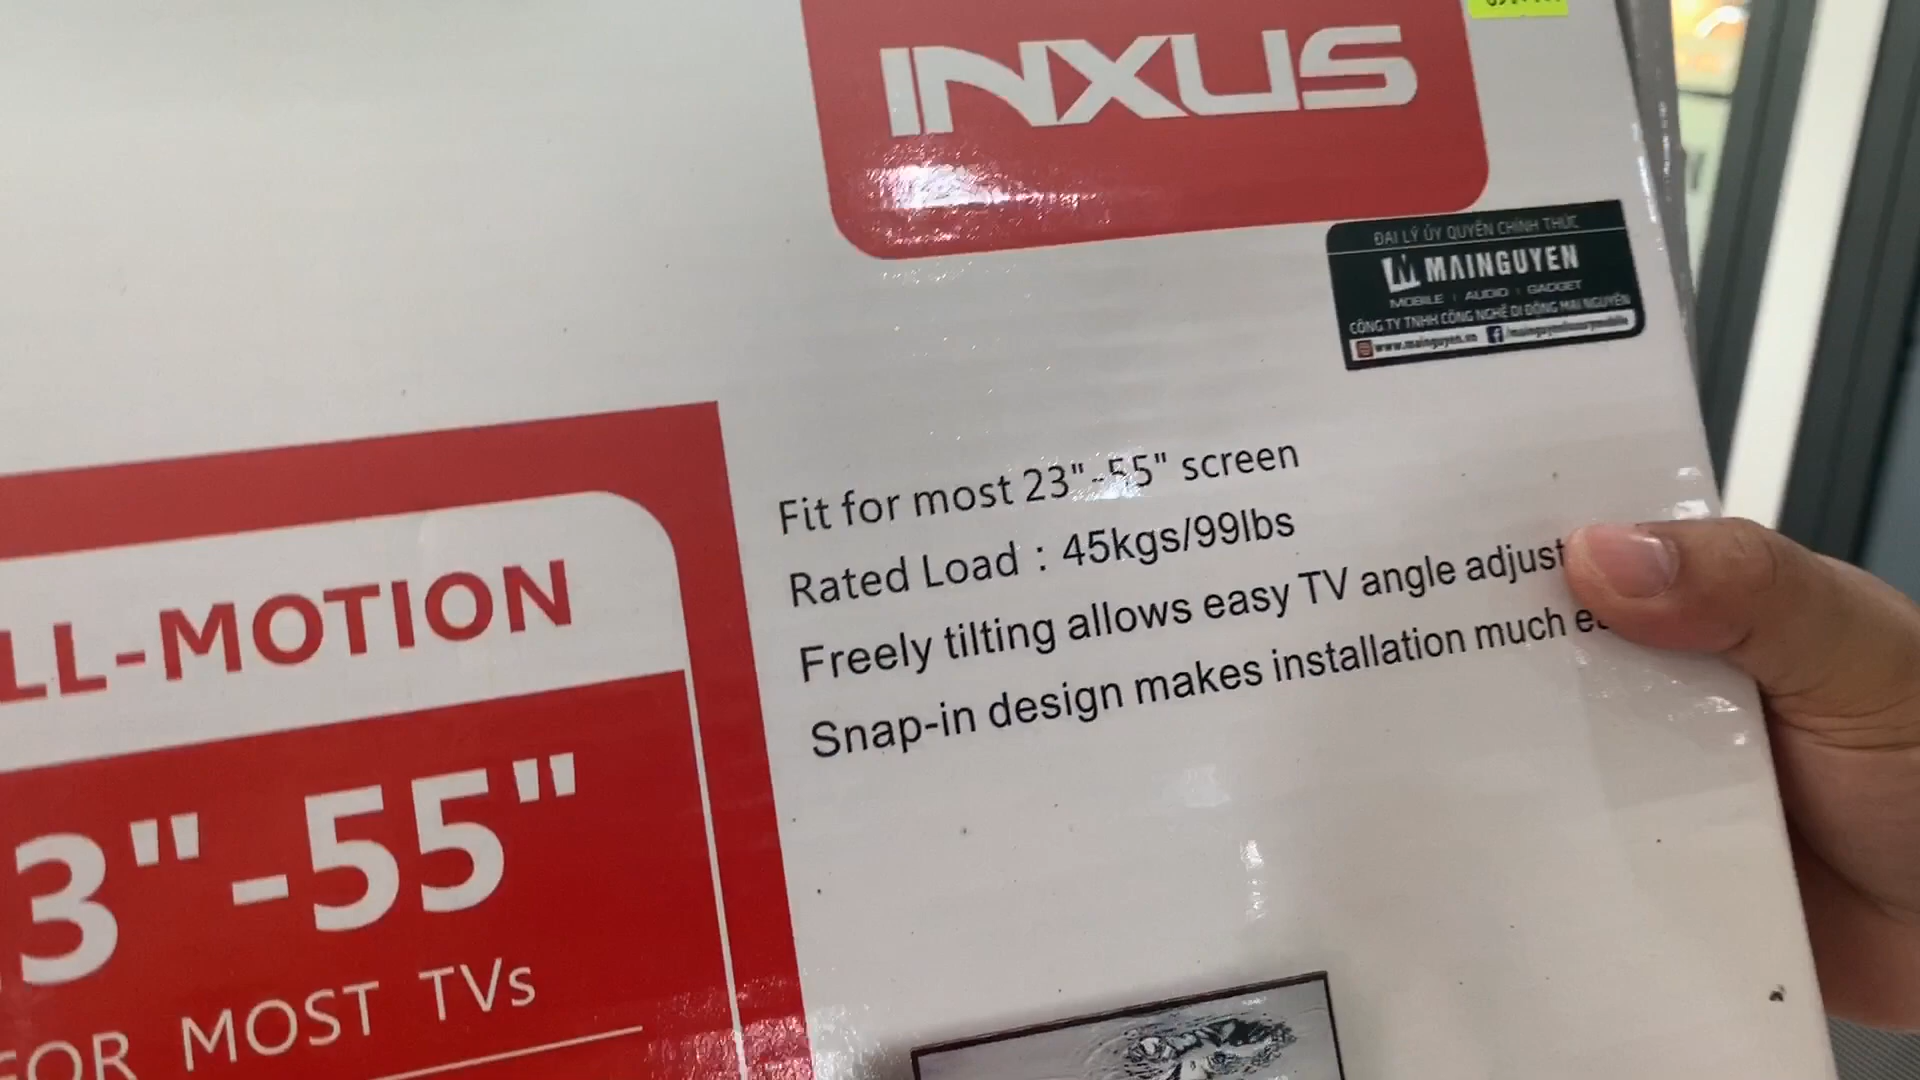 INXUS
ĐẠI LÝ ỦY QUYỀN CHÍNH THỨC
MAINGUYEN
MOBILE | AUDIO | GADGET
CÔNG TY TNHH CÔNG NGHỆ DI ĐỘNG MAI NGUYÊN
www.mainguyen.vn
Fit for most 23"-55" screen
Rated Load : 45kgs/99lbs
Freely tilting allows easy TV angle adjust
Snap-in design makes installation much
LL-MOTION
3"-55"
FOR MOST TVs